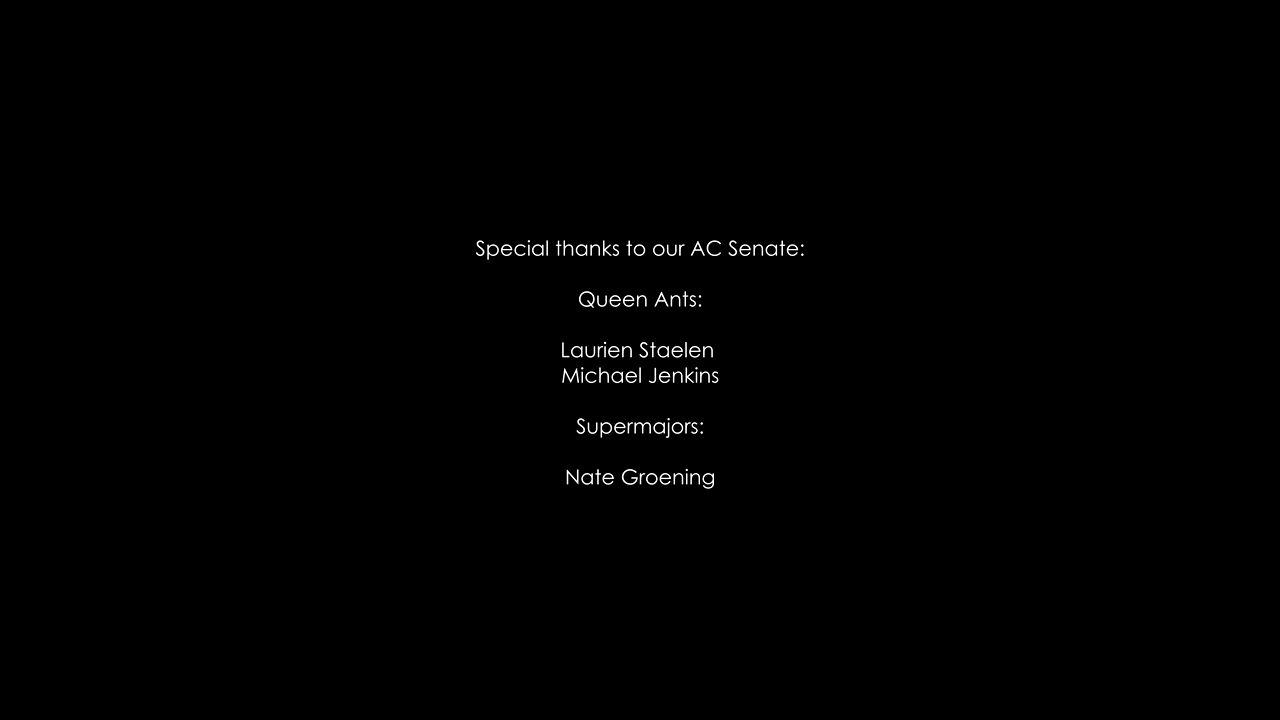 Special thanks to our AC Senate:
Queen Ants:
Laurien Staelen
Michael Jenkins
Supermajors:
Nate Groening